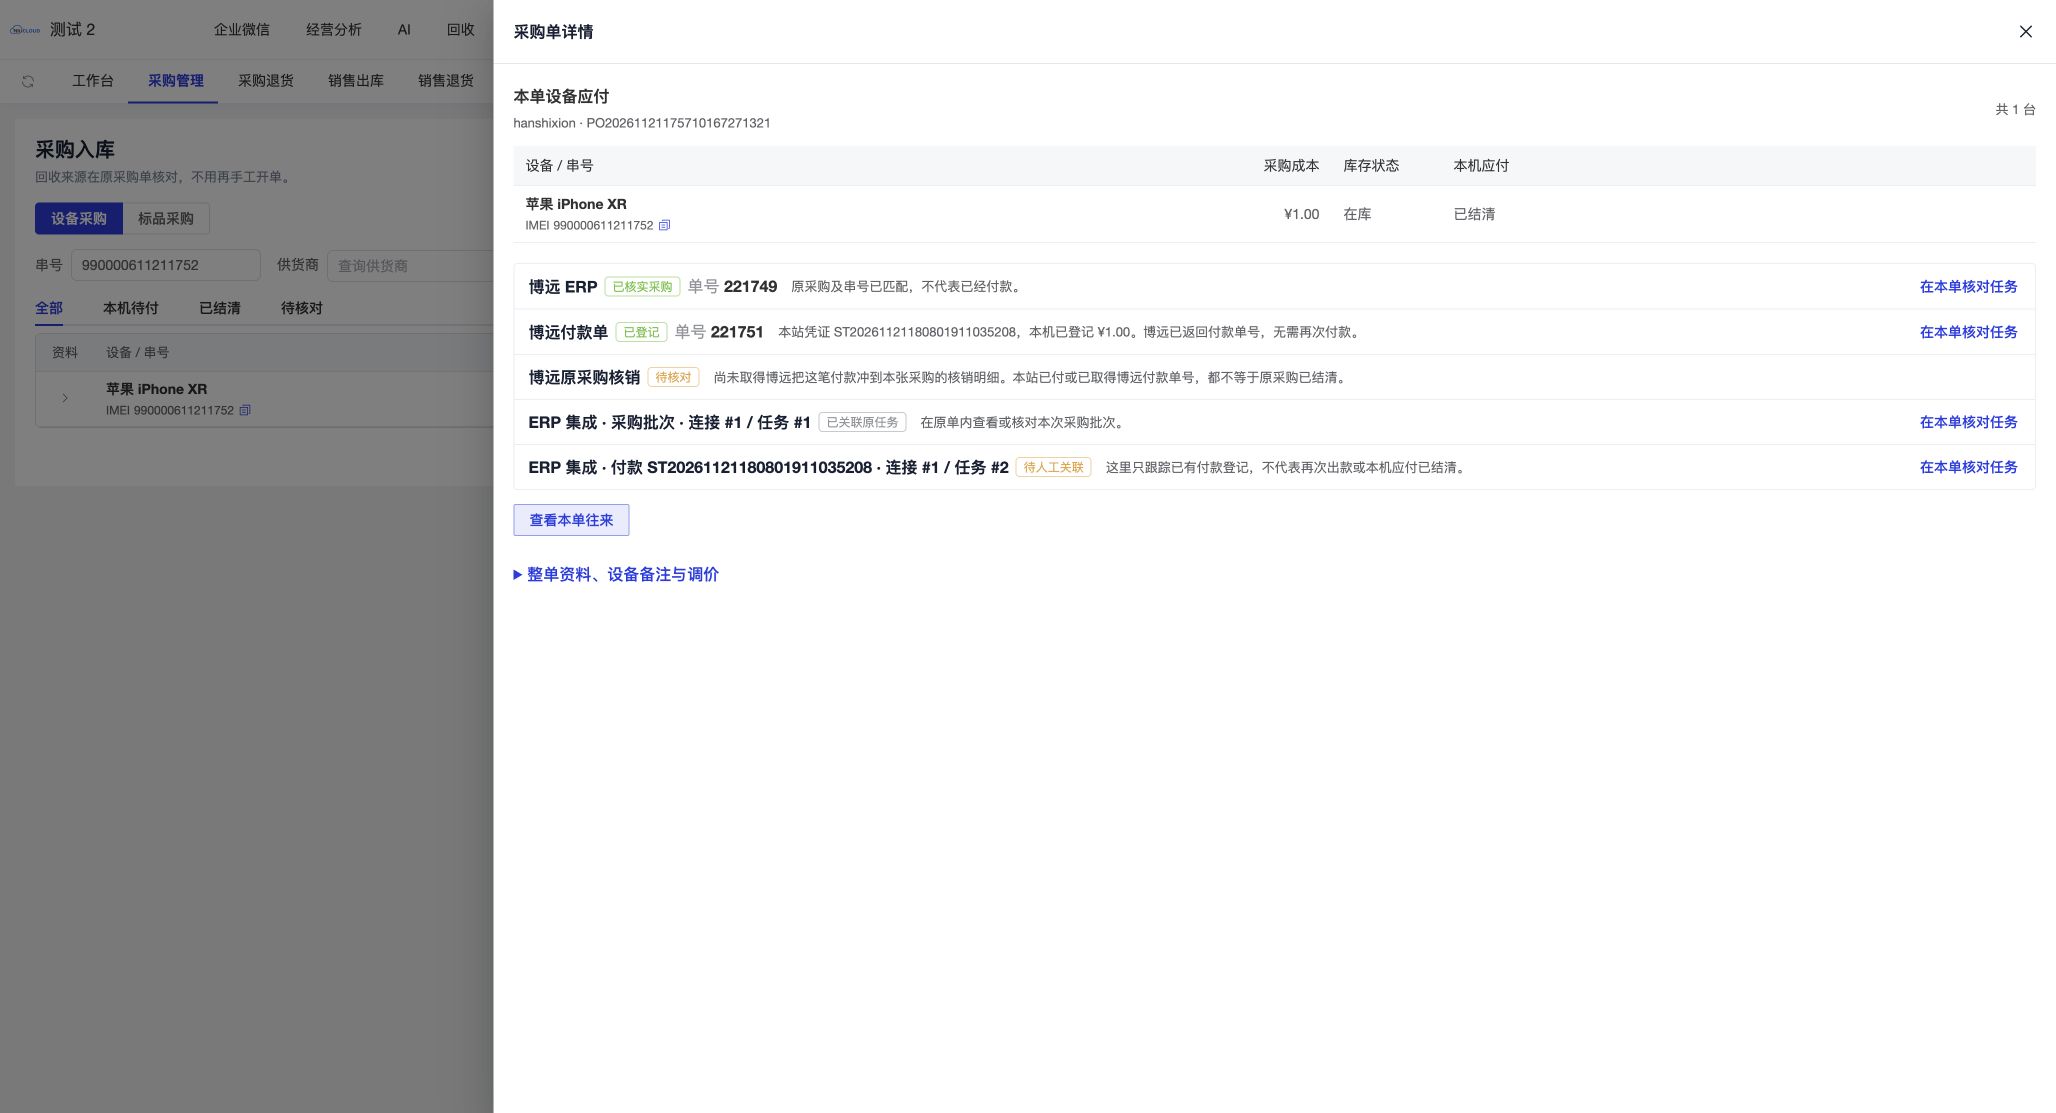 测试 2
企业微信 经营分析 AI 回收
工作台 采购管理 采购退货 销售出库 销售退货
采购入库
回收来源在原采购单核对，不用再手工开单。
设备采购 标品采购
串号 990000611211752 供货商 查询供货商
全部 本机待付 已结清 待核对
资料 设备 / 串号
苹果 iPhone XR
IMEI 990000611211752
采购单详情
本单设备应付
hanshixion · PO20261121175710167271321
共 1 台
设备 / 串号 采购成本 库存状态 本机应付
苹果 iPhone XR
IMEI 990000611211752
¥1.00 在库 已结清
博远 ERP 已核实采购 单号 221749 原采购及串号已匹配，不代表已经付款。 在本单核对任务
博远付款单 已登记 单号 221751 本站凭证 ST20261121180801911035208，本机已登记 ¥1.00。博远已返回付款单号，无需再次付款。 在本单核对任务
博远原采购核销 待核对 尚未取得博远把这笔付款冲到本张采购的核销明细。本站已付或已取得博远付款单号，都不等于原采购已结清。
ERP 集成 · 采购批次 · 连接 #1 / 任务 #1 已关联原任务 在原单内查看或核对本次采购批次。 在本单核对任务
ERP 集成 · 付款 ST20261121180801911035208 · 连接 #1 / 任务 #2 待人工关联 这里只跟踪已有付款登记，不代表再次出款或本机应付已结清。 在本单核对任务
查看本单往来
整单资料、设备备注与调价